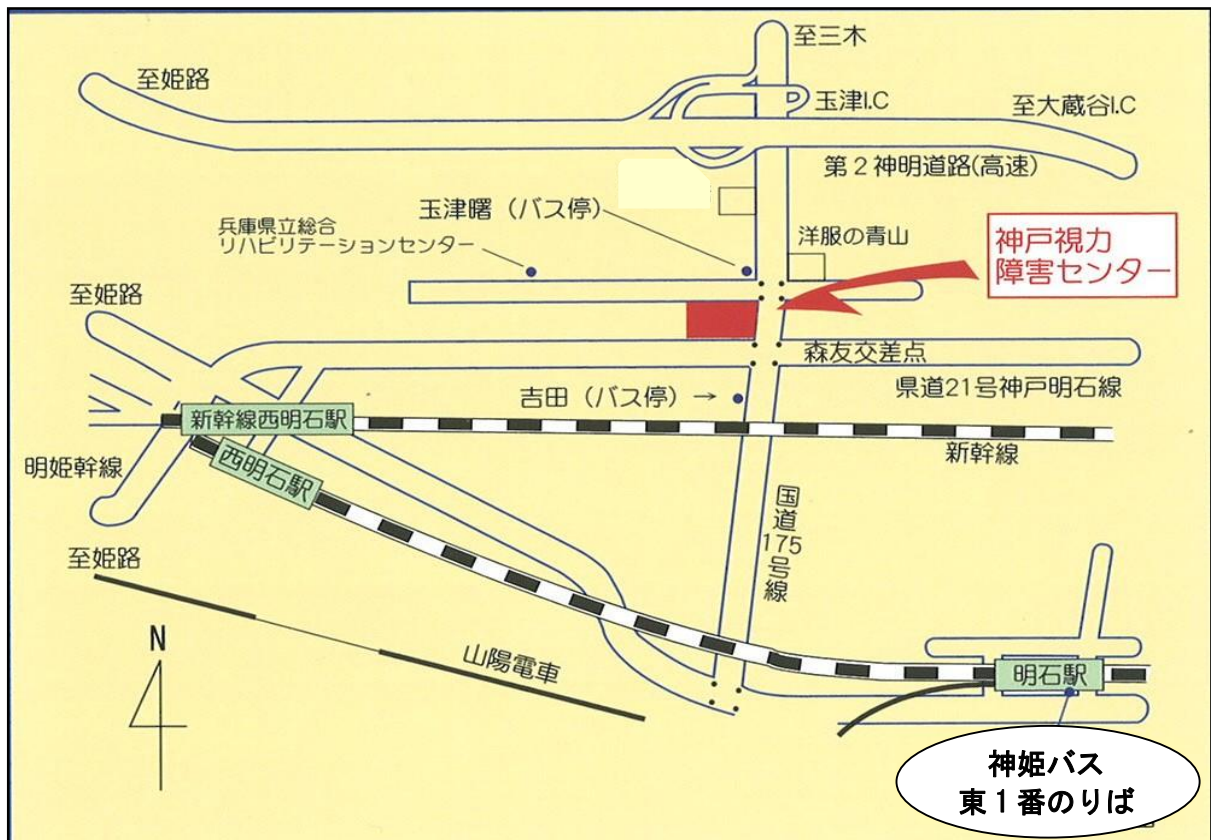 至三木
至姫路
玉津I.C
至大蔵谷I.C
第2神明道路(高速)
玉津曙（バス停）
兵庫県立総合
リハビリテーションセンター
洋服の青山
神戸視力
障害センター
至姫路
森友交差点
県道21号神戸明石線
吉田（バス停）→
新幹線西明石駅
新幹線
明姫幹線
西明石駅
国道175号線
至姫路
N
山陽電車
明石駅
神姫バス
東１番のりば